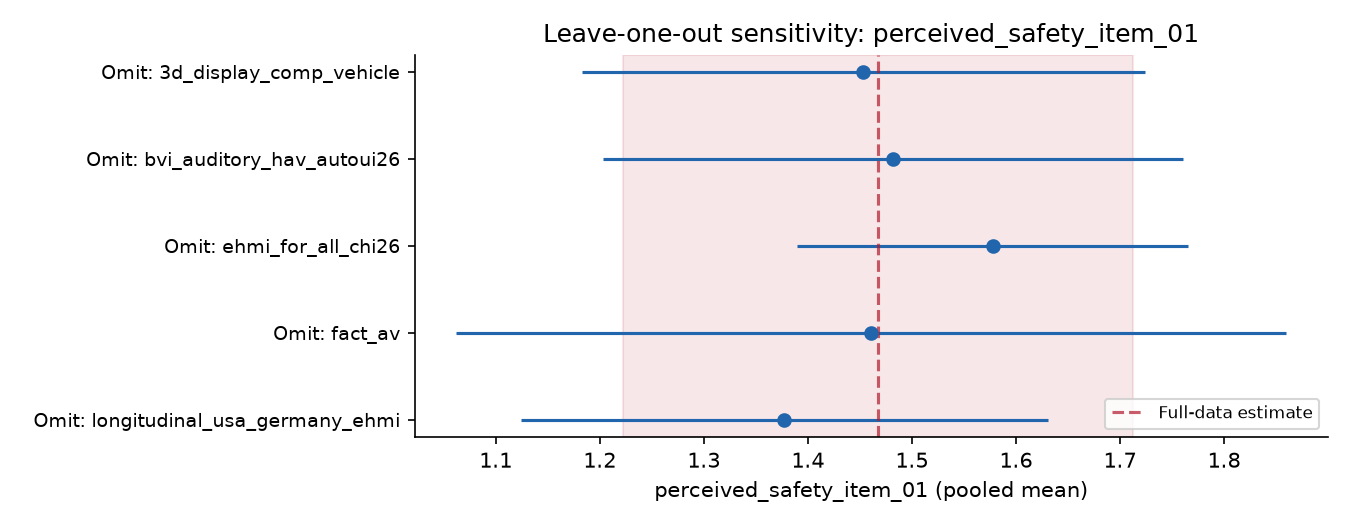 Leave-one-out sensitivity: perceived_safety_item_01
Omit: 3d_display_comp_vehicle
Omit: bvi_auditory_hav_autoui26
Omit: ehmi_for_all_chi26
Omit: fact_av
Omit: longitudinal_usa_germany_ehmi
Full-data estimate
1.1 1.2 1.3 1.4 1.5 1.6 1.7 1.8
perceived_safety_item_01 (pooled mean)